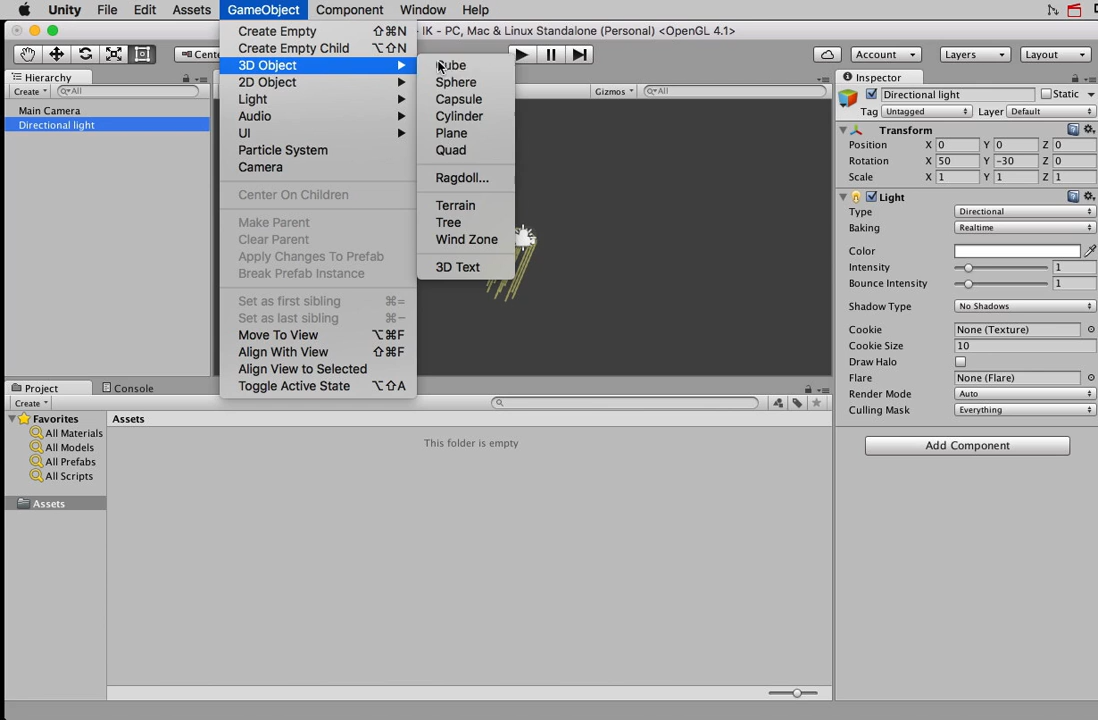 Unity File Edit Assets GameObject Component Window Help
IK - PC, Mac & Linux Standalone (Personal) <OpenGL 4.1>
Account Layers Layout
Hierarchy
Create All
Main Camera
Directional light
Create Empty ⇧⌘N
Create Empty Child ⌥⇧N
3D Object
2D Object
Light
Audio
UI
Particle System
Camera
Center On Children
Make Parent
Clear Parent
Apply Changes To Prefab
Break Prefab Instance
Set as first sibling ⌘=
Set as last sibling ⌘-
Move To View ⌥⌘F
Align With View ⇧⌘F
Align View to Selected
Toggle Active State ⌥⇧A
Cube
Sphere
Capsule
Cylinder
Plane
Quad
Ragdoll...
Terrain
Tree
Wind Zone
3D Text
Gizmos All
Inspector
Directional light Static
Tag Untagged Layer Default
Transform
Position X 0 Y 0 Z 0
Rotation X 50 Y -30 Z 0
Scale X 1 Y 1 Z 1
Light
Type Directional
Baking Realtime
Color
Intensity 1
Bounce Intensity 1
Shadow Type No Shadows
Cookie None (Texture)
Cookie Size 10
Draw Halo
Flare None (Flare)
Render Mode Auto
Culling Mask Everything
Add Component
Project Console
Create
Favorites
All Materials
All Models
All Prefabs
All Scripts
Assets
Assets
This folder is empty